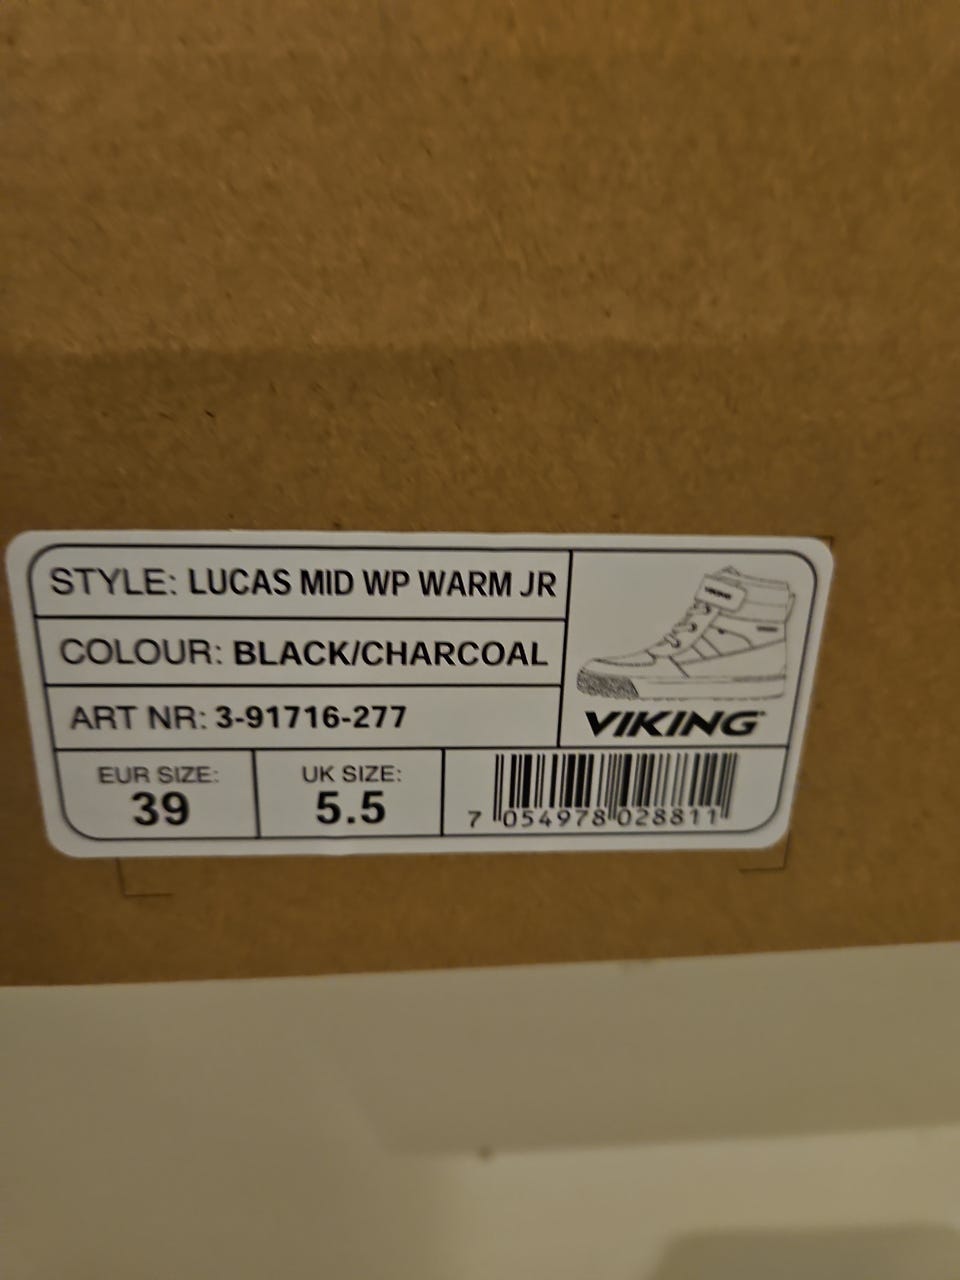 STYLE: LUCAS MID WP WARM JR
COLOUR: BLACK/CHARCOAL
ART NR: 3-91716-277
VIKING
VIKING
EUR SIZE:
39
UK SIZE:
5.5
7 054978 028811